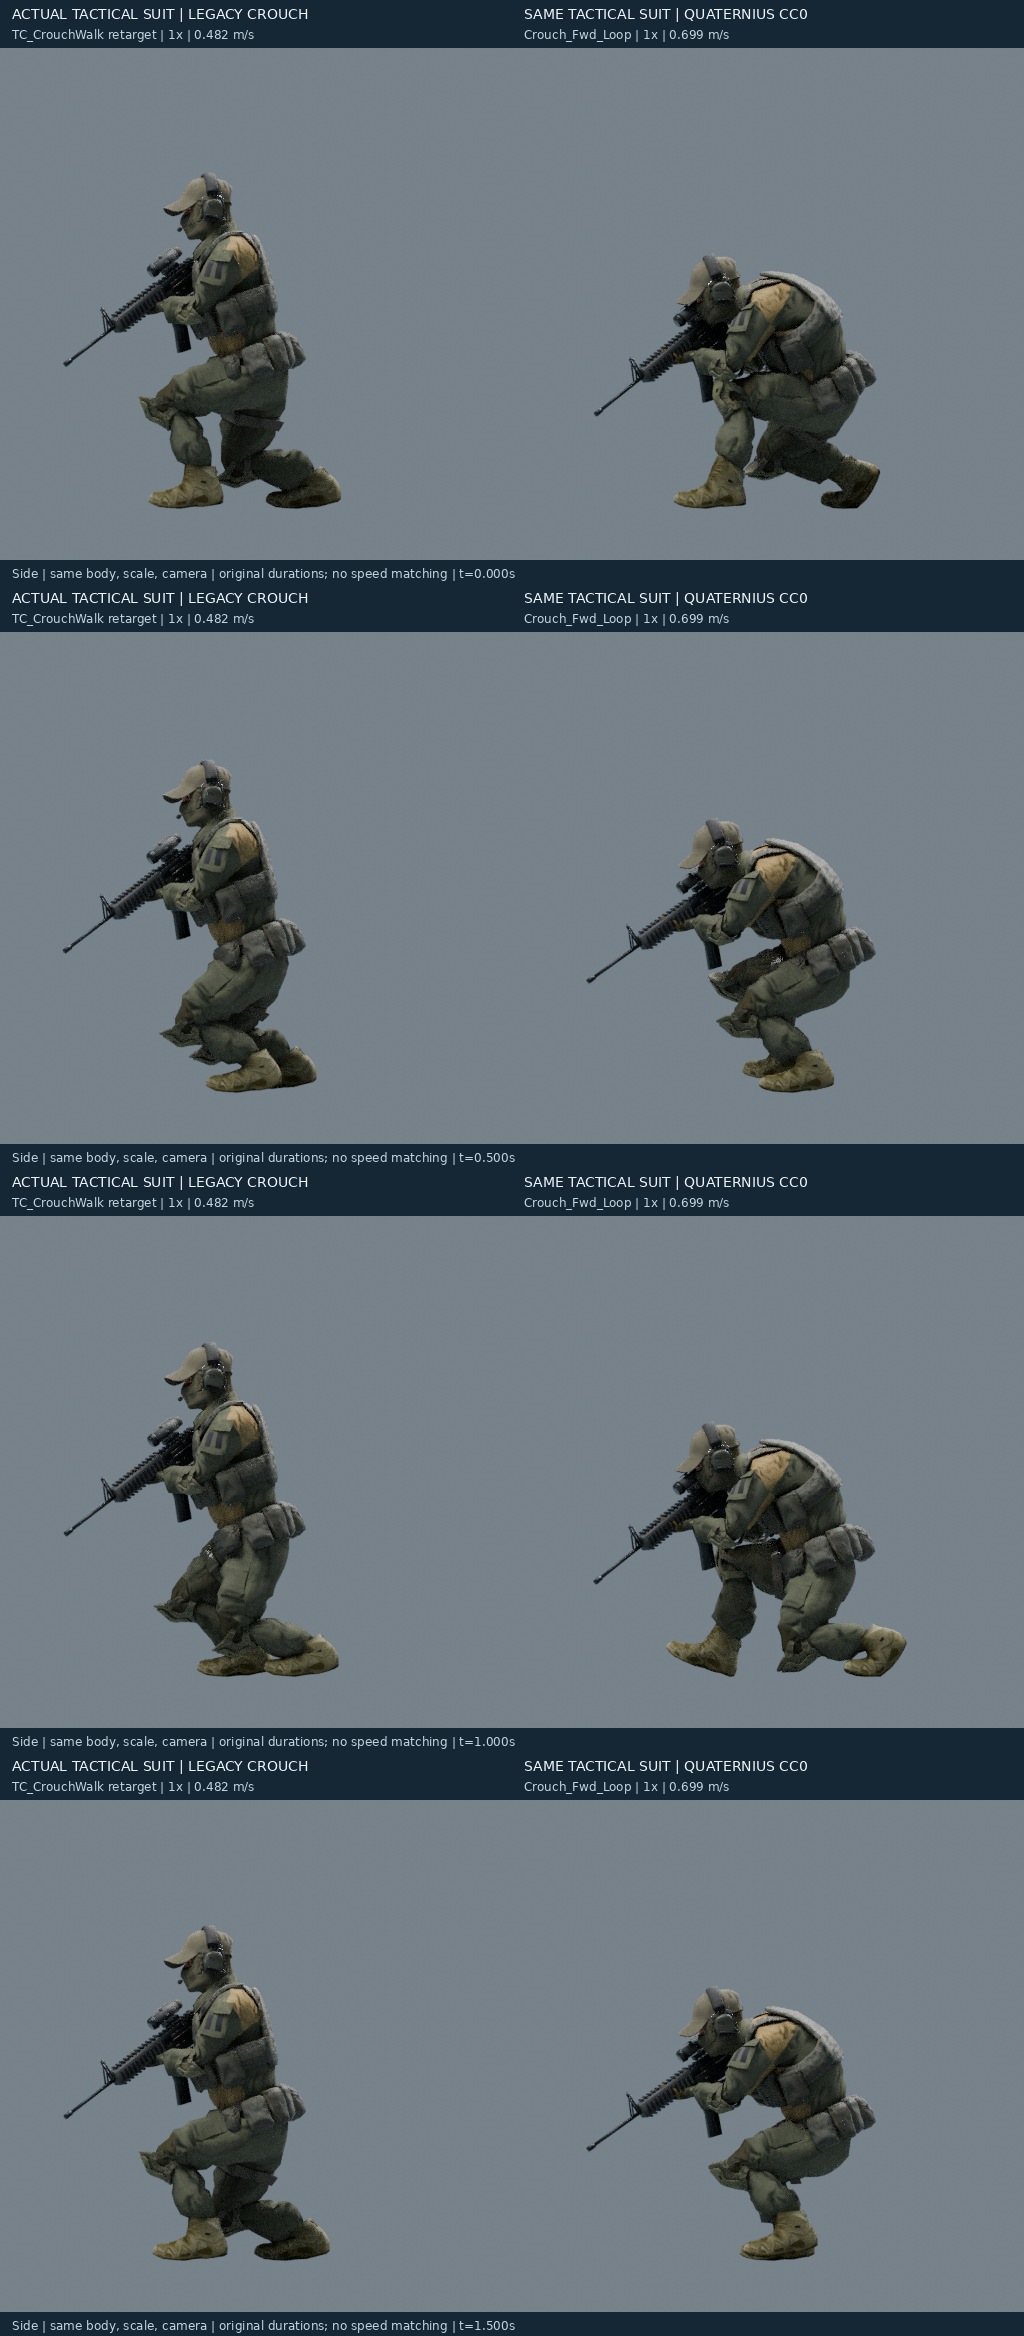 ACTUAL TACTICAL SUIT | LEGACY CROUCH
TC_CrouchWalk retarget | 1x | 0.482 m/s
SAME TACTICAL SUIT | QUATERNIUS CC0
Crouch_Fwd_Loop | 1x | 0.699 m/s
Side | same body, scale, camera | original durations; no speed matching | t=0.000s
ACTUAL TACTICAL SUIT | LEGACY CROUCH
TC_CrouchWalk retarget | 1x | 0.482 m/s
SAME TACTICAL SUIT | QUATERNIUS CC0
Crouch_Fwd_Loop | 1x | 0.699 m/s
Side | same body, scale, camera | original durations; no speed matching | t=0.500s
ACTUAL TACTICAL SUIT | LEGACY CROUCH
TC_CrouchWalk retarget | 1x | 0.482 m/s
SAME TACTICAL SUIT | QUATERNIUS CC0
Crouch_Fwd_Loop | 1x | 0.699 m/s
Side | same body, scale, camera | original durations; no speed matching | t=1.000s
ACTUAL TACTICAL SUIT | LEGACY CROUCH
TC_CrouchWalk retarget | 1x | 0.482 m/s
SAME TACTICAL SUIT | QUATERNIUS CC0
Crouch_Fwd_Loop | 1x | 0.699 m/s
Side | same body, scale, camera | original durations; no speed matching | t=1.500s